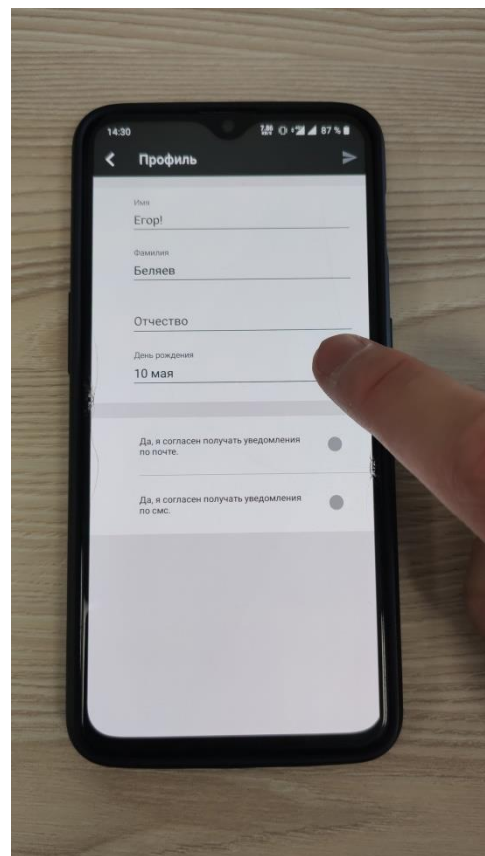 14:30
87 %
Профиль
Имя
Егор!
Фамилия
Беляев
Отчество
День рождения
10 мая
Да, я согласен получать уведомления
по почте.
Да, я согласен получать уведомления
по смс.